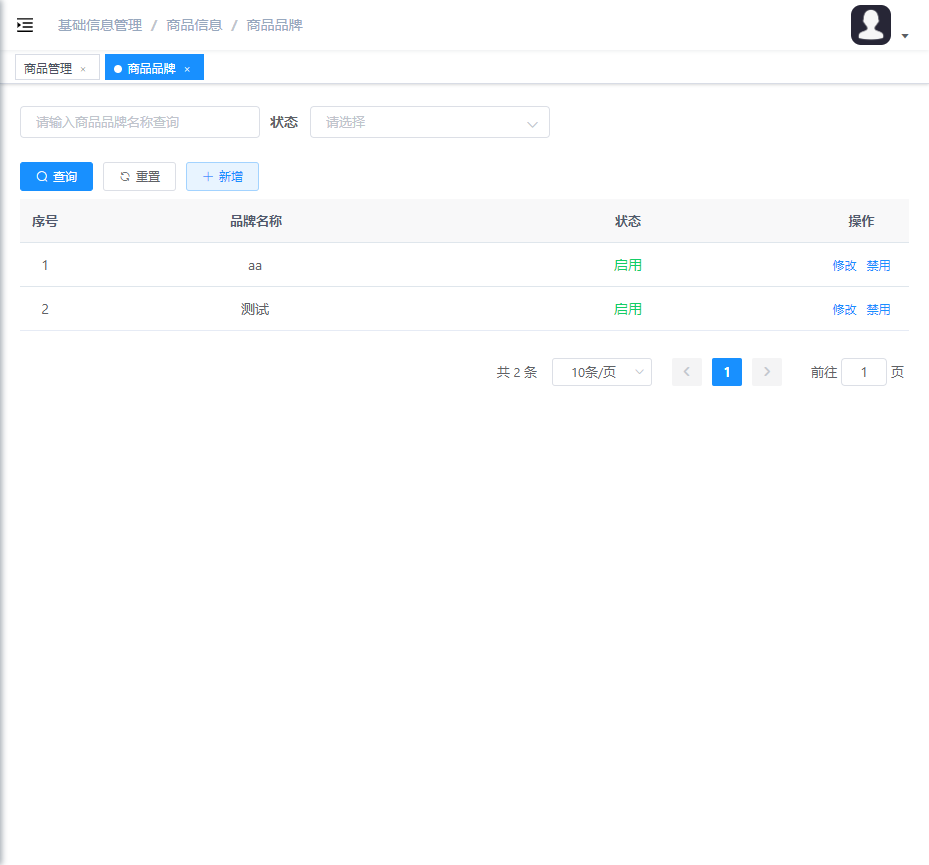 基础信息管理 / 商品信息 / 商品品牌
商品管理 × 商品品牌 ×
请输入商品品牌名称查询 状态 请选择
查询 重置 新增
序号 品牌名称 状态 操作
1 aa 启用 修改 禁用
2 测试 启用 修改 禁用
共 2 条 10条/页 1 前往 1 页